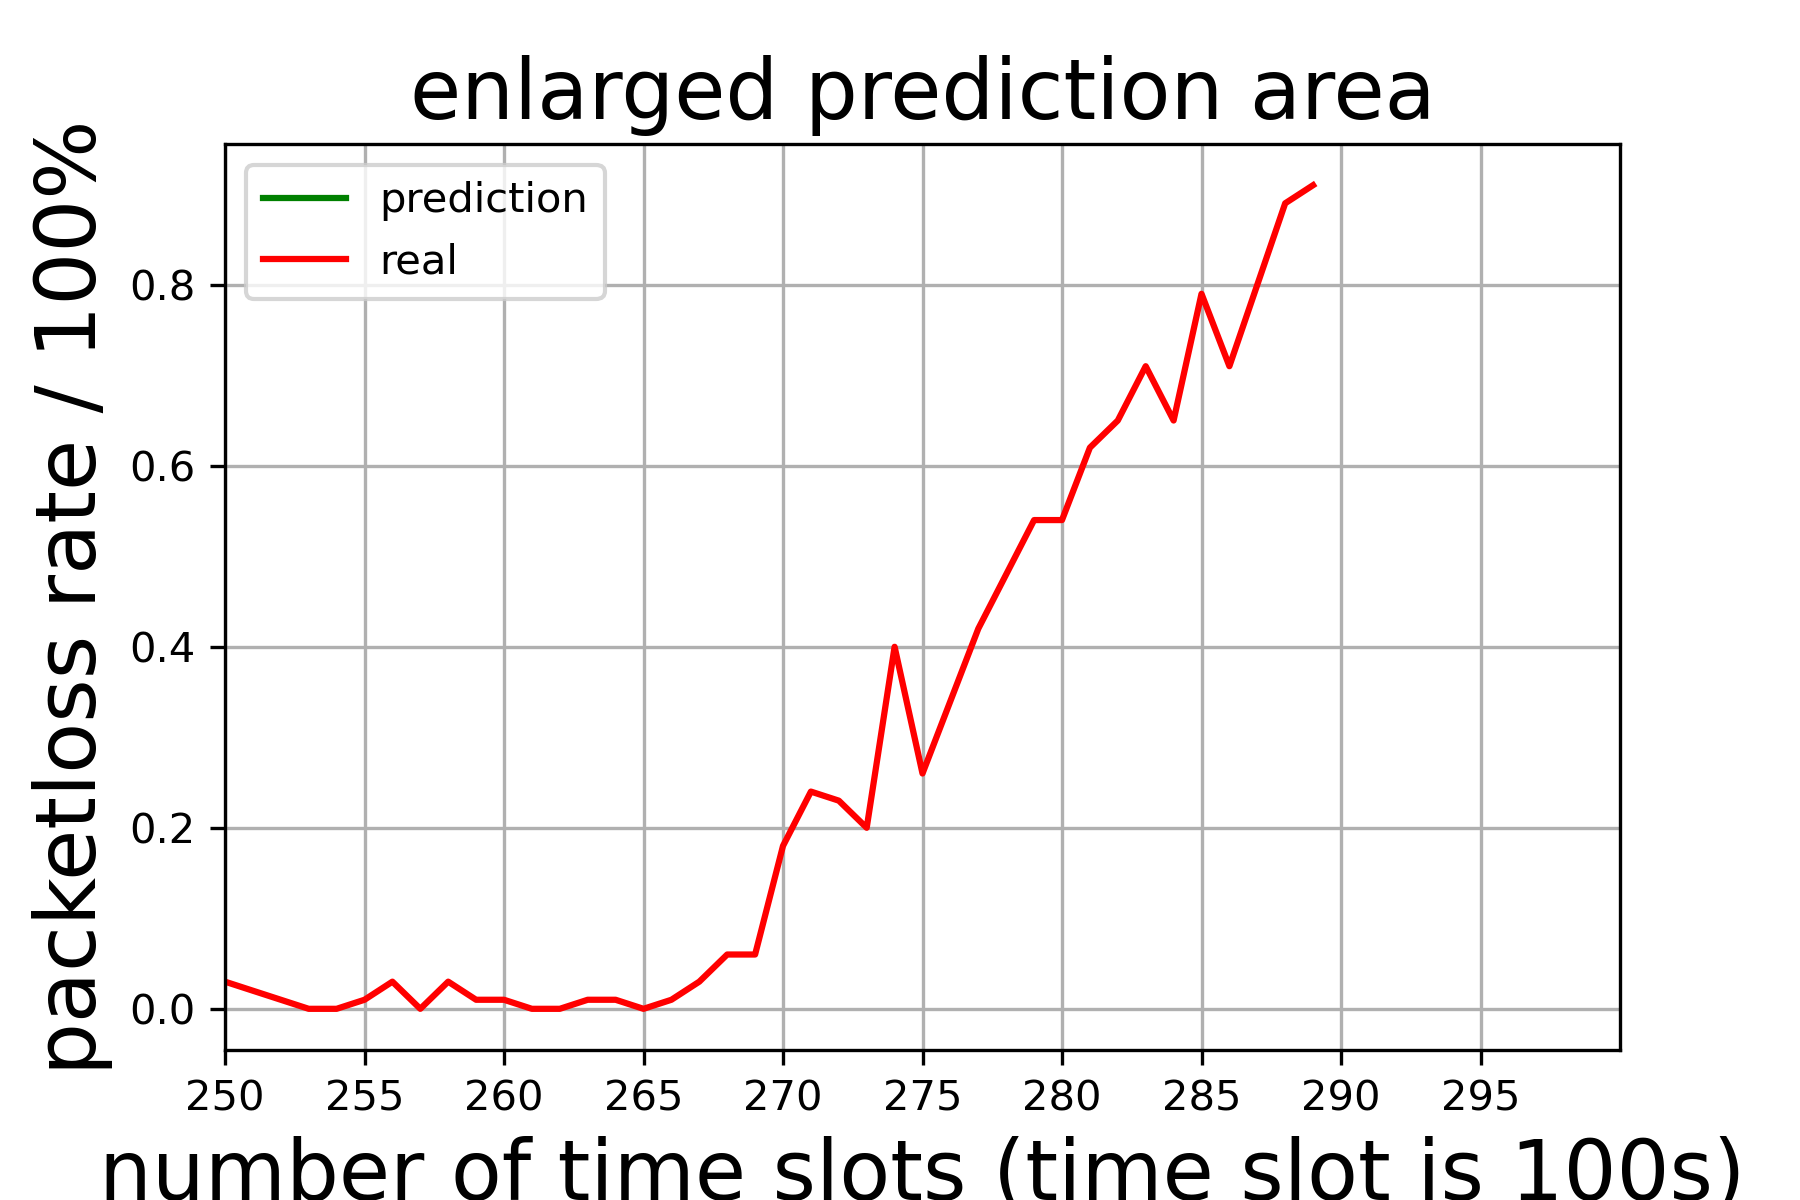 enlarged prediction area
packetloss rate / 100%
prediction
real
0.8
0.6
0.4
0.2
0.0
250 255 260 265 270 275 280 285 290 295
number of time slots (time slot is 100s)